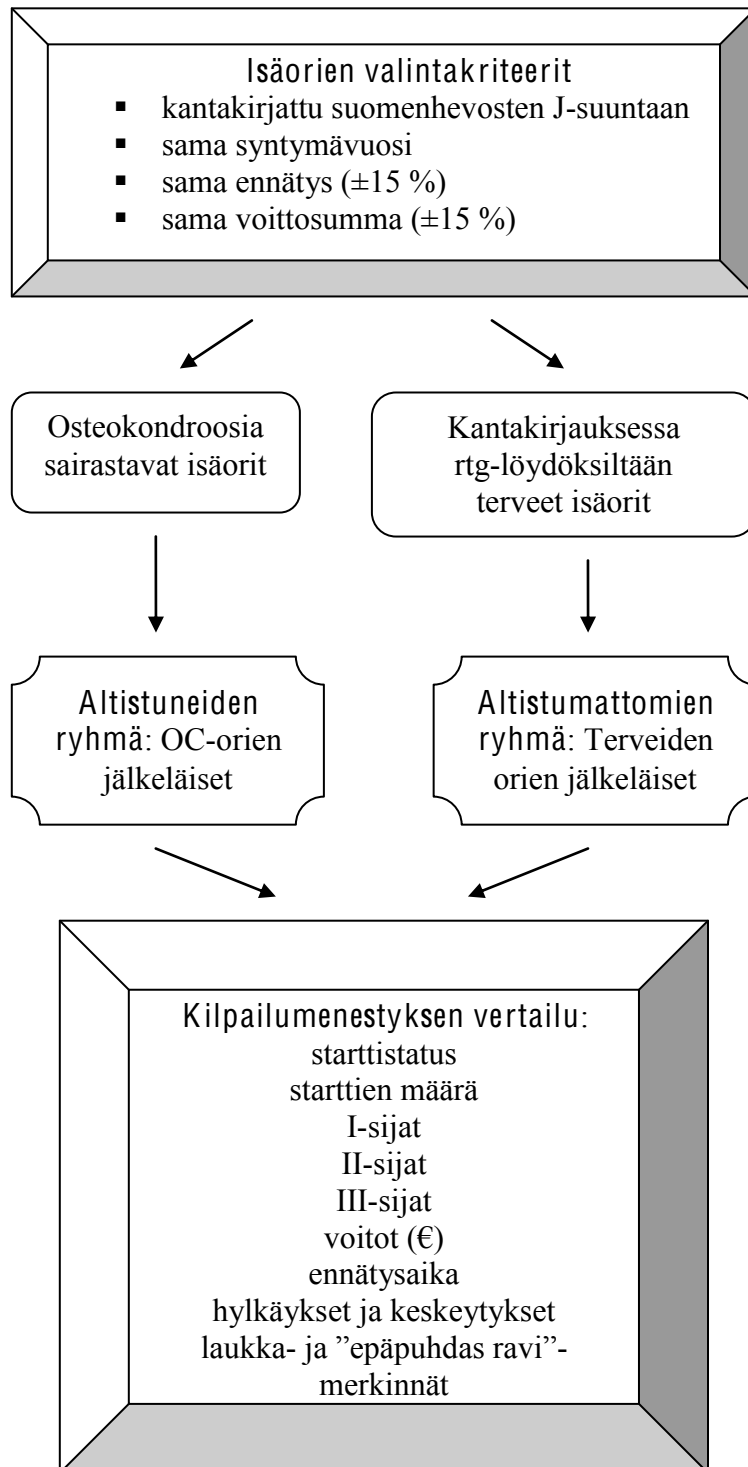 Isäorien valintakriteerit
▪ kantakirjattu suomenhevosten J-suuntaan
▪ sama syntymävuosi
▪ sama ennätys (±15 %)
▪ sama voittosumma (±15 %)
Osteokondroosia
sairastavat isäorit
Kantakirjauksessa
rtg-löydöksiltään
terveet isäorit
Altistuneiden
ryhmä: OC-orien
jälkeläiset
Altistumattomien
ryhmä: Terveiden
orien jälkeläiset
Kilpailumenestyksen vertailu:
starttistatus
starttien määrä
I-sijat
II-sijat
III-sijat
voitot (€)
ennätysaika
hylkäykset ja keskeytykset
laukka- ja ”epäpuhdas ravi”-
merkinnät